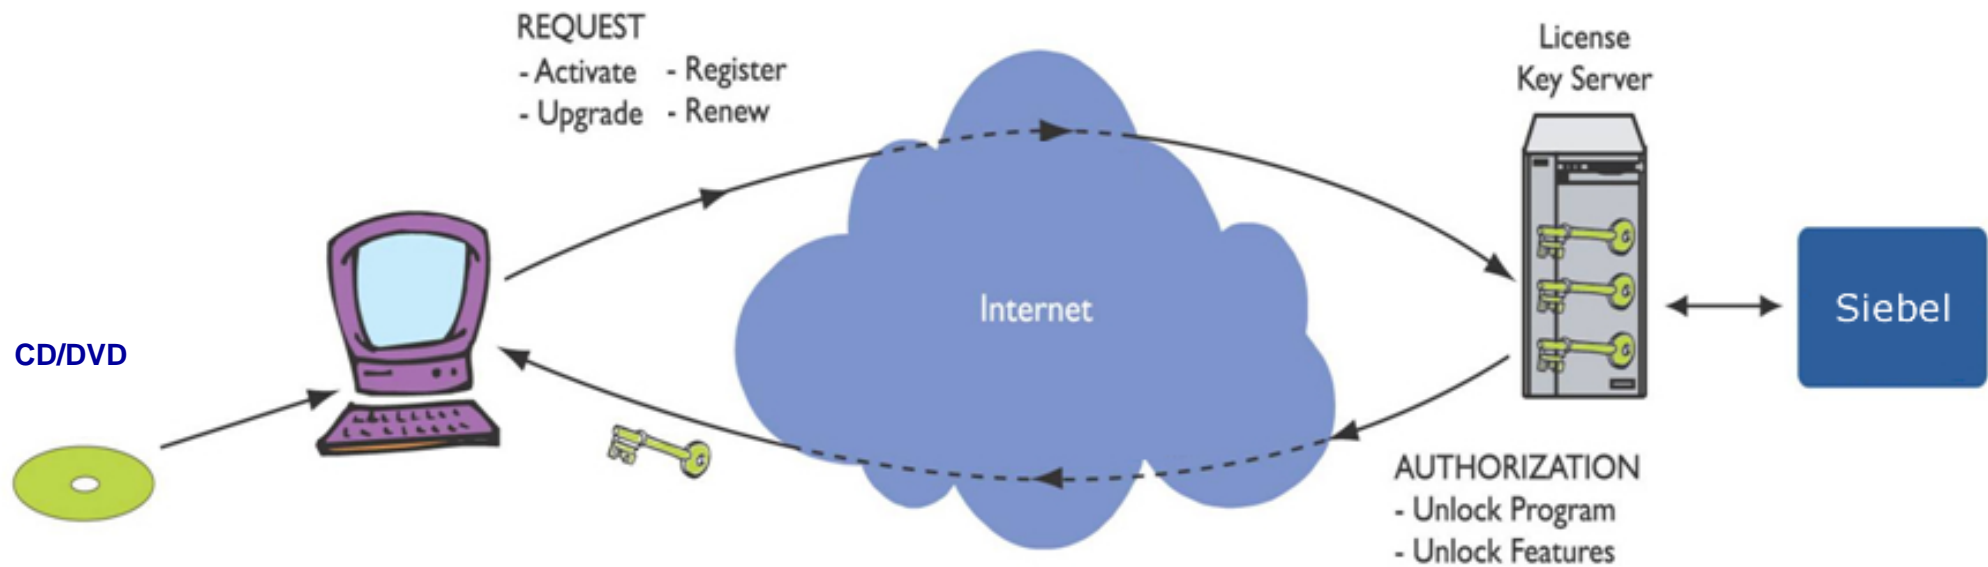 REQUEST
- Activate - Register
- Upgrade - Renew
License
Key Server
Internet
Siebel
CD/DVD
AUTHORIZATION
- Unlock Program
- Unlock Features